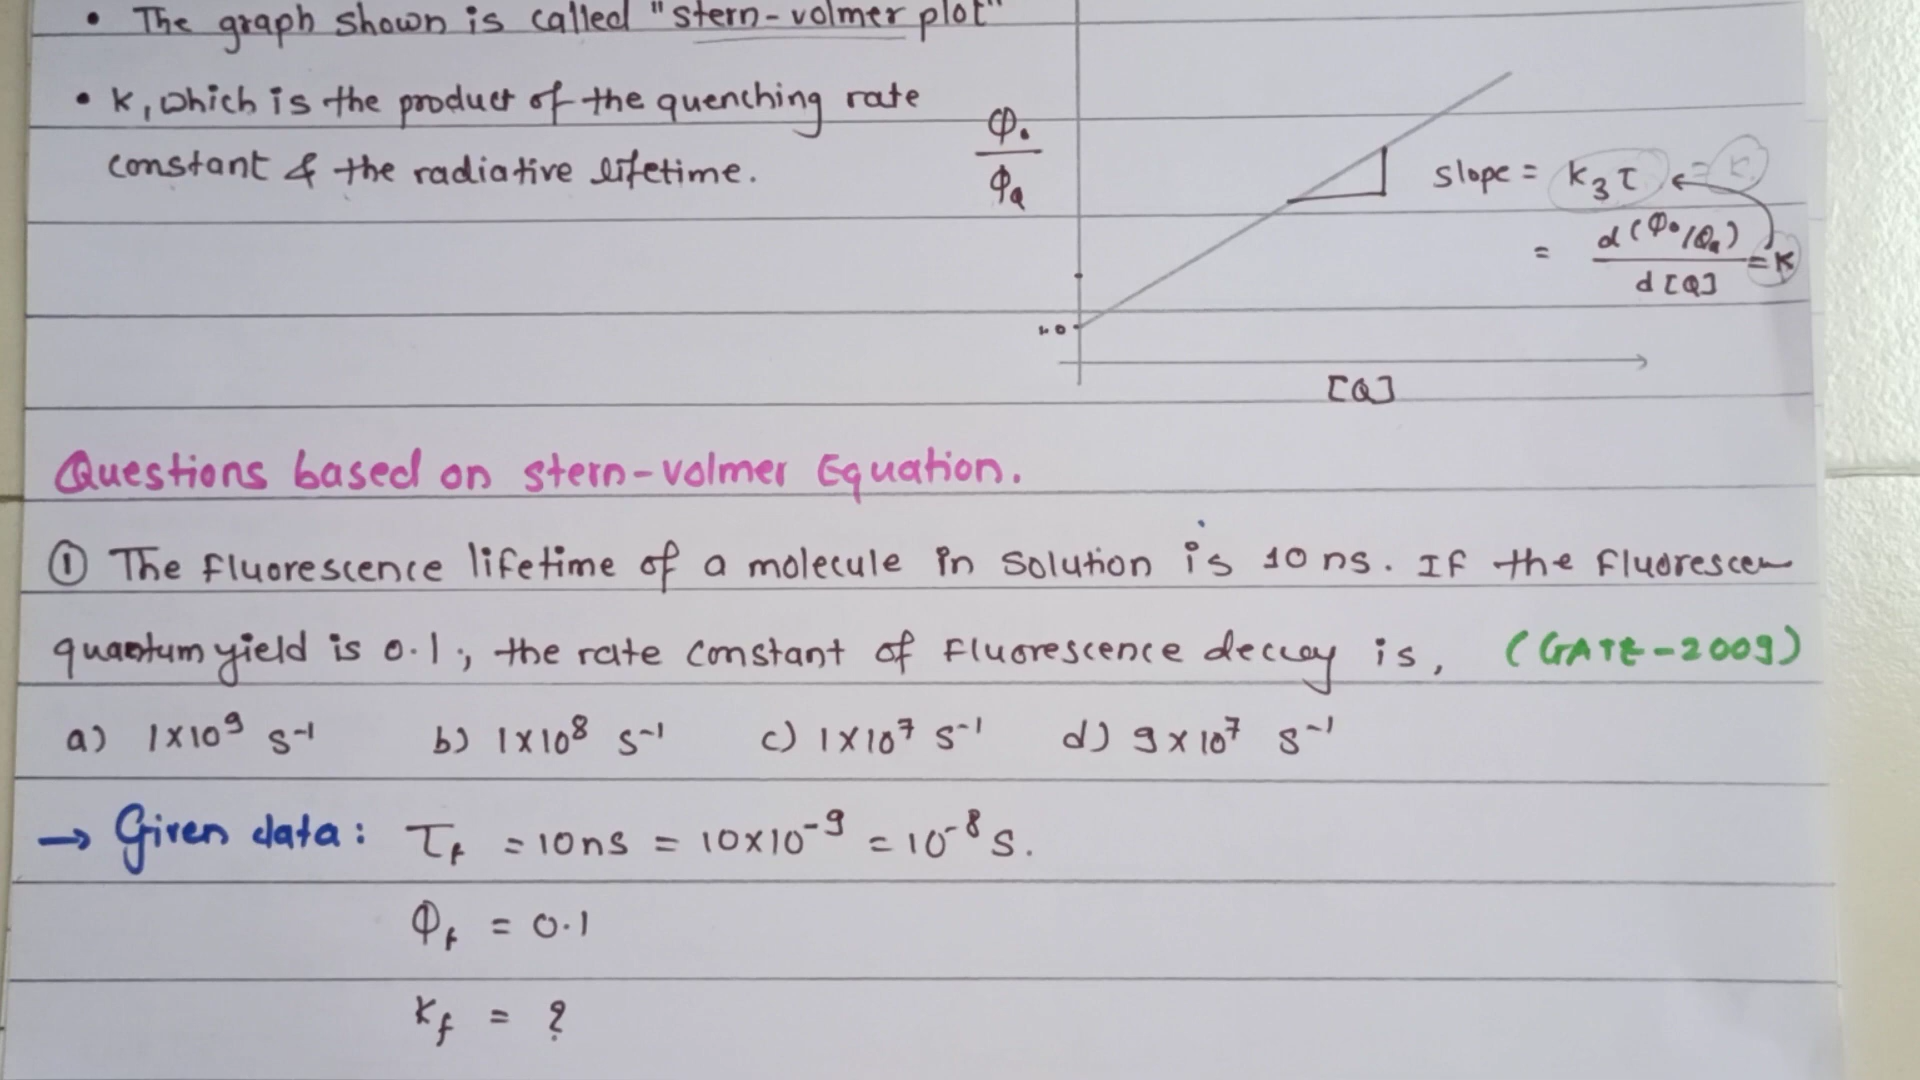 • The graph shown is called "stern-volmer plot"
• K, which is the product of the quenching rate
constant & the radiative lifetime.
Φ₀
ΦQ
slope = k₃τ = K
= d(Φ₀/ΦQ) = K
d[Q]
1.0
[Q]
Questions based on stern-volmer Equation.
① The fluorescence lifetime of a molecule in solution is 10 ns. If the fluorescen
quantum yield is 0.1, the rate constant of fluorescence decay is, (GATE-2009)
a) 1×10⁹ s⁻¹ b) 1×10⁸ s⁻¹ c) 1×10⁷ s⁻¹ d) 9×10⁷ s⁻¹
→ Given data: τf = 10ns = 10×10⁻⁹ = 10⁻⁸ s.
Φf = 0.1
Kf = ?